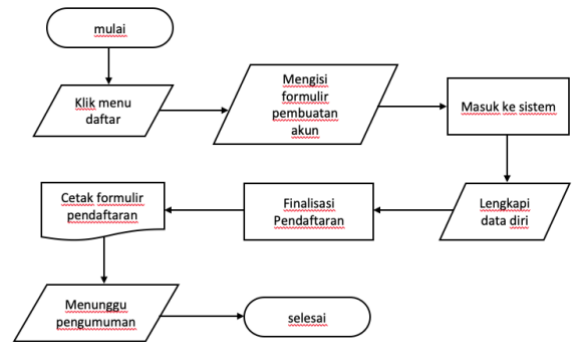 mulai
Klik menu
daftar
Mengisi
formulir
pembuatan
akun
Masuk ke sistem
Lengkapi
data diri
Finalisasi
Pendaftaran
Cetak formulir
pendaftaran
Menunggu
pengumuman
selesai